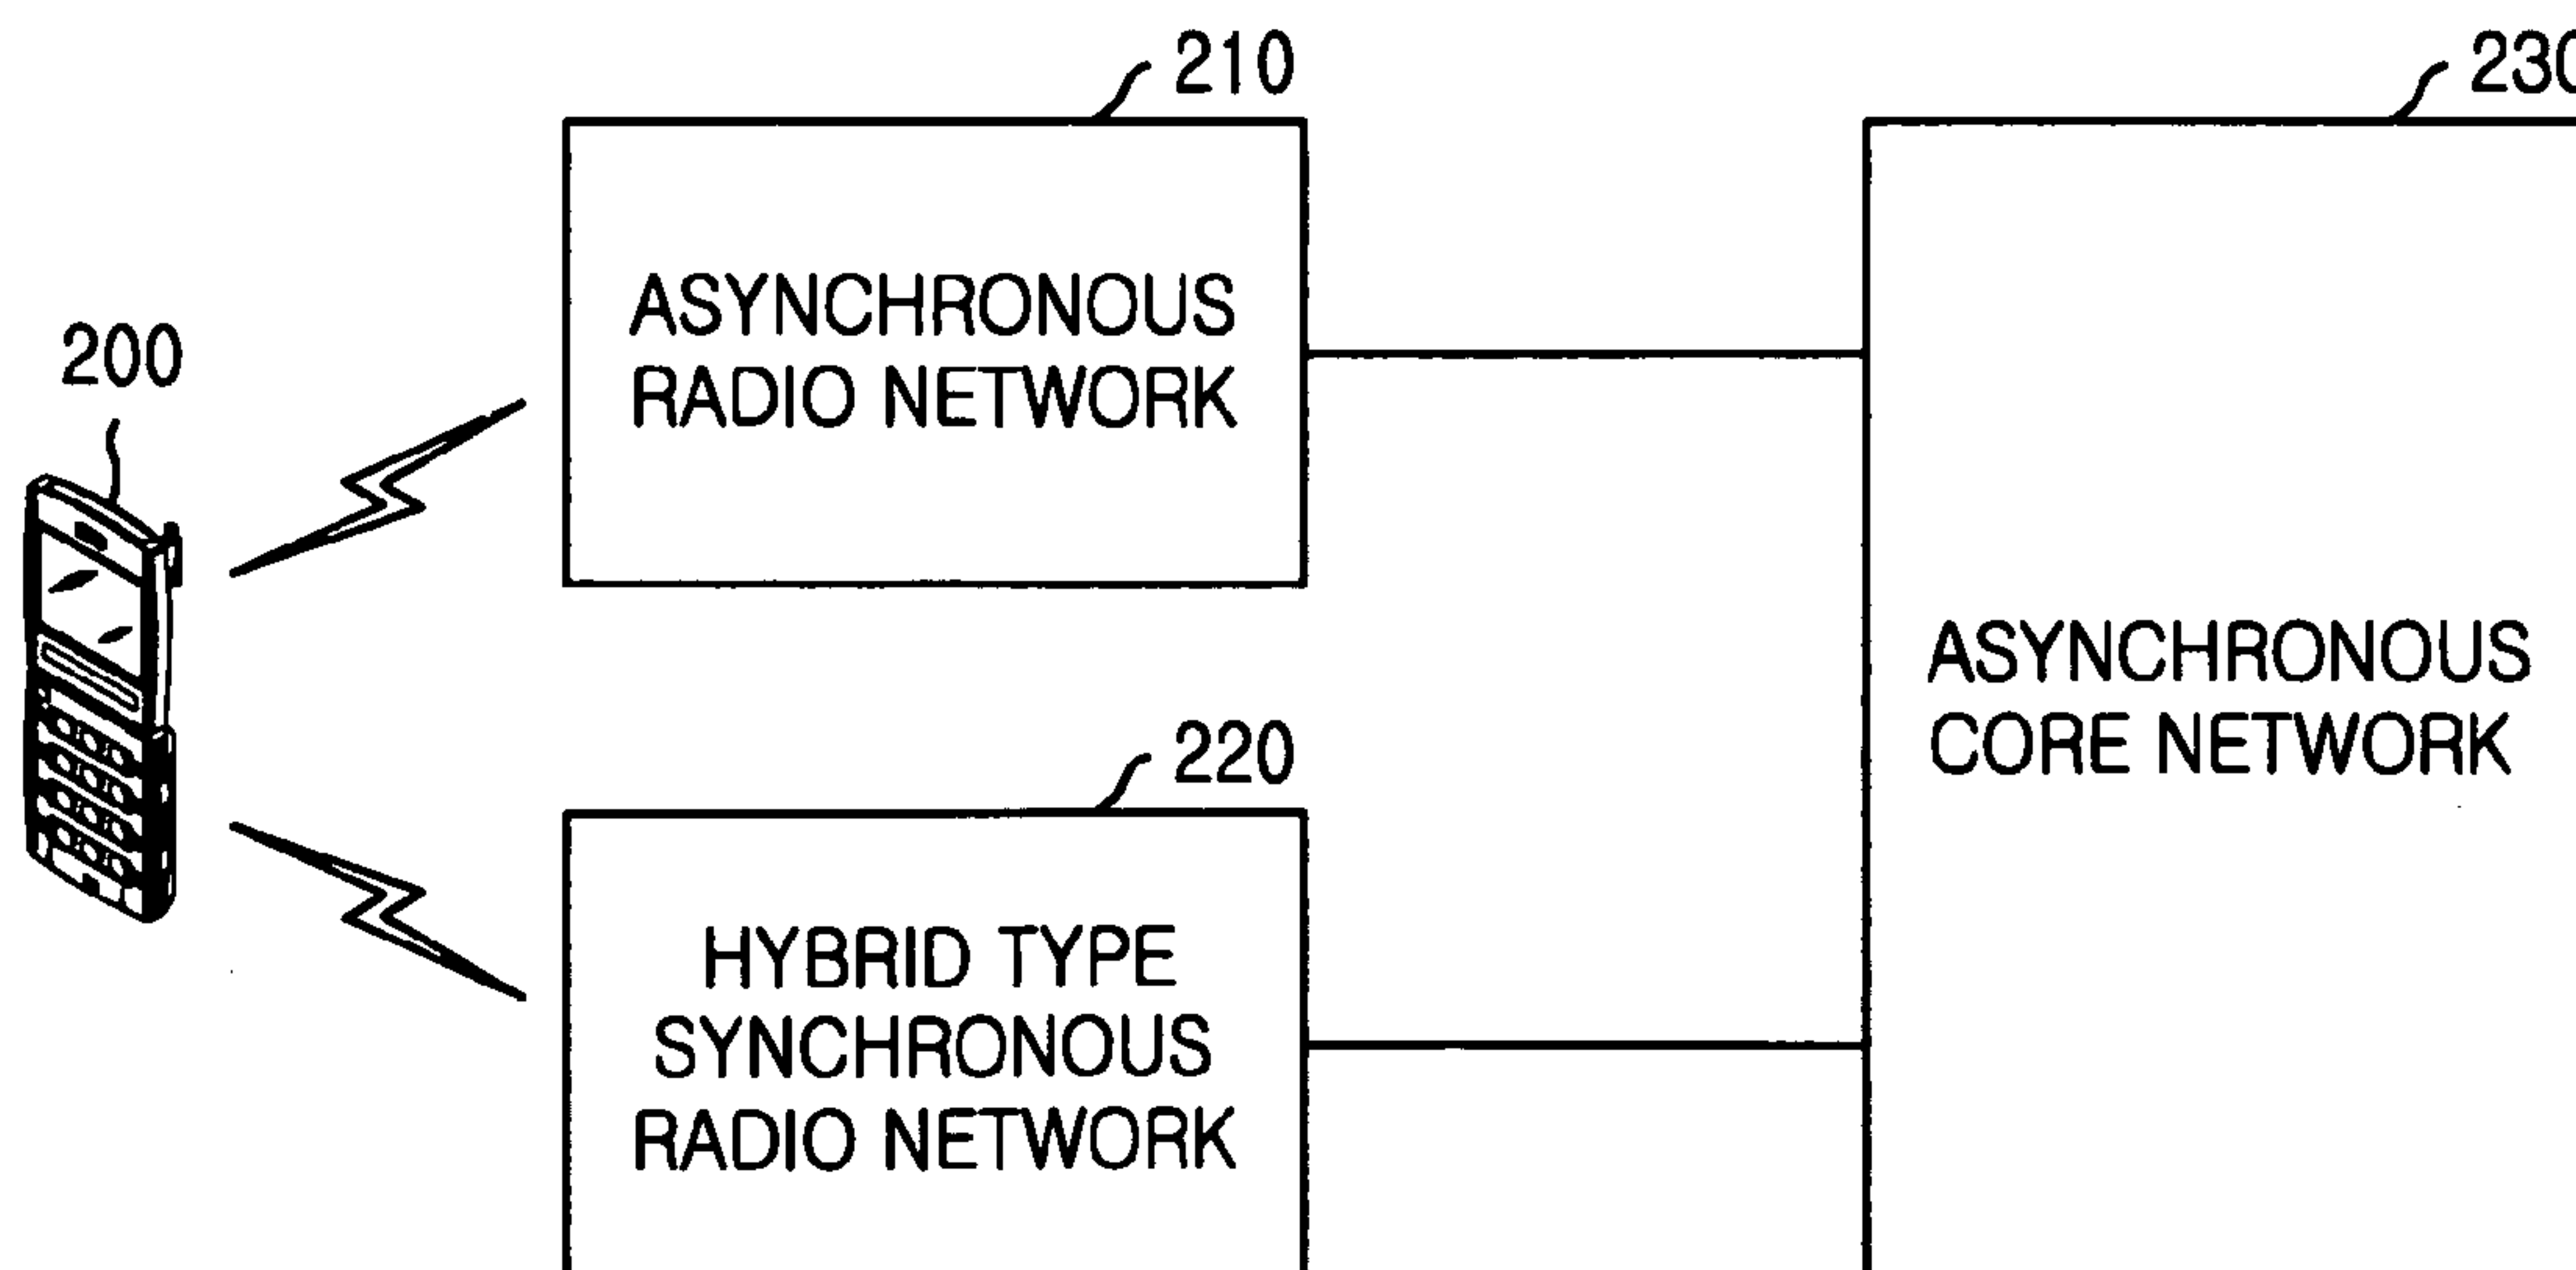 210
230
200
ASYNCHRONOUS
RADIO NETWORK
ASYNCHRONOUS
CORE NETWORK
220
HYBRID TYPE
SYNCHRONOUS
RADIO NETWORK